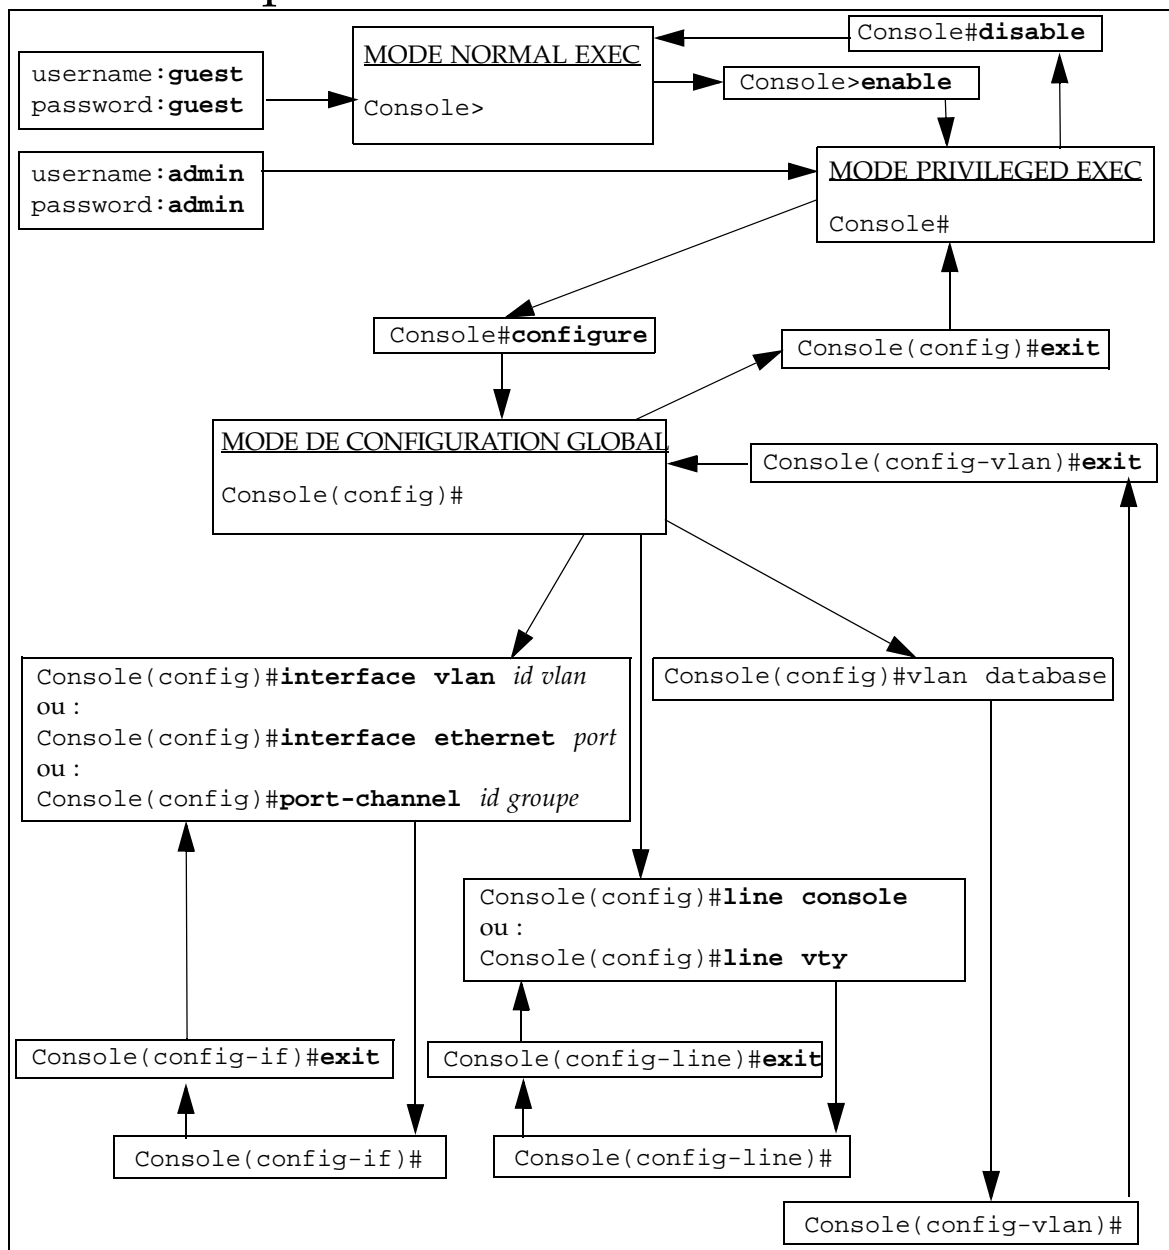 Console#disable
MODE NORMAL EXEC
Console>
username:guest
password:guest
Console>enable
username:admin
password:admin
MODE PRIVILEGED EXEC
Console#
Console#configure
Console(config)#exit
MODE DE CONFIGURATION GLOBAL
Console(config)#
Console(config-vlan)#exit
Console(config)#interface vlan id vlan
ou :
Console(config)#interface ethernet port
ou :
Console(config)#port-channel id groupe
Console(config)#vlan database
Console(config)#line console
ou :
Console(config)#line vty
Console(config-if)#exit
Console(config-line)#exit
Console(config-if)#
Console(config-line)#
Console(config-vlan)#